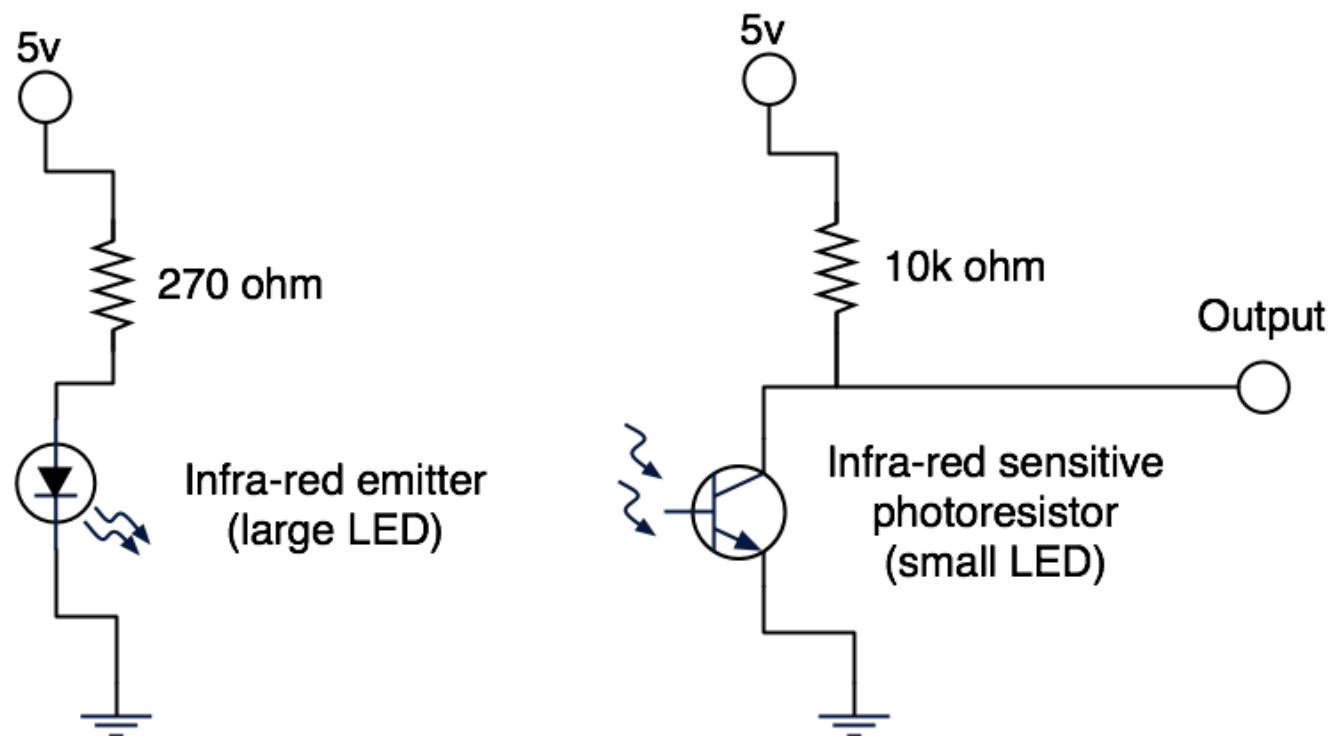 5v
270 ohm
Infra-red emitter
(large LED)
5v
10k ohm
Output
Infra-red sensitive
photoresistor
(small LED)